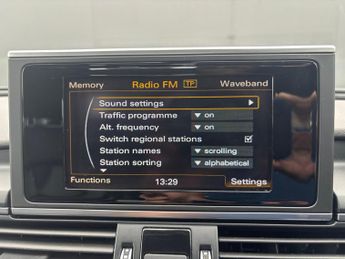 Memory Radio FM TP Waveband
Sound settings
Traffic programme on
Alt. frequency on
Switch regional stations
Station names scrolling
Station sorting alphabetical
Functions 13:29 Settings